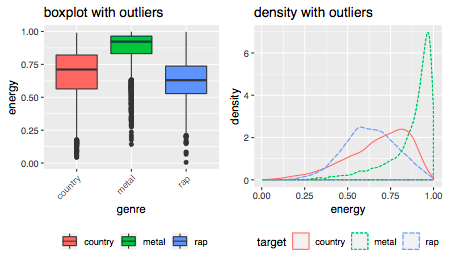 boxplot with outliers
energy
1.00
0.75
0.50
0.25
0.00
country
metal
rap
genre
country metal rap
density with outliers
density
6
4
2
0
0.00 0.25 0.50 0.75 1.00
energy
target country metal rap